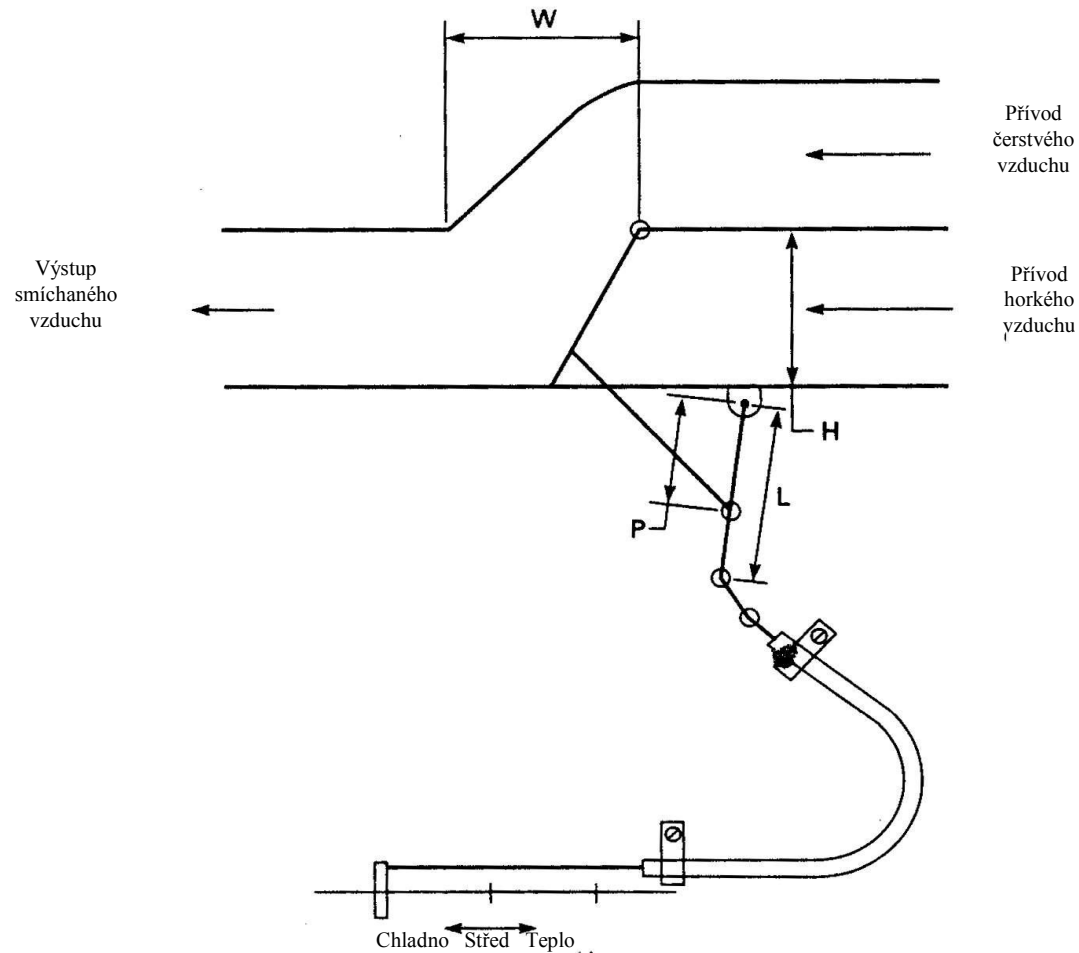 W
Přívod
čerstvého
vzduchu
Výstup
smíchaného
vzduchu
Přívod
horkého
vzduchu
H
L
P
Chladno Střed Teplo